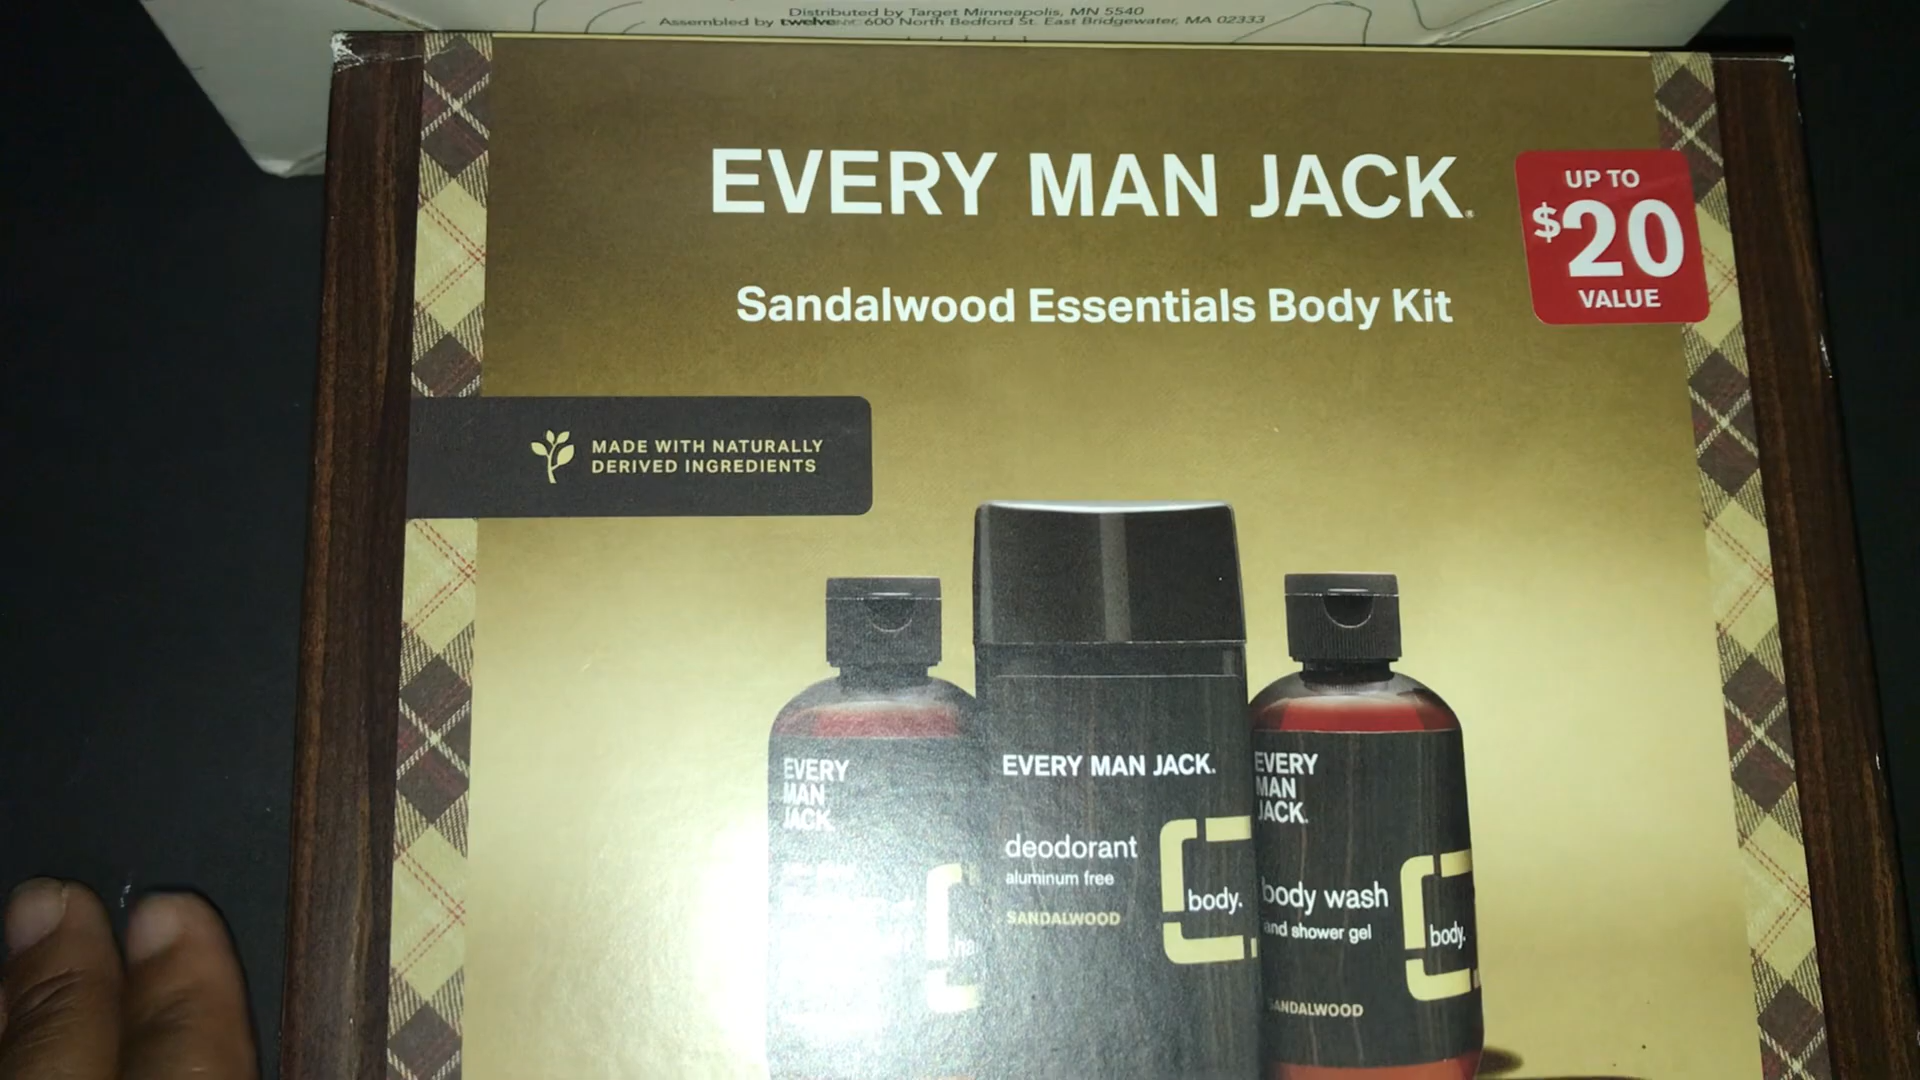 Distributed by Target Minneapolis, MN 5540
Assembled by twelveNYC 600 North Bedford St. East Bridgewater, MA 02333
EVERY MAN JACK.
UP TO
$20
VALUE
Sandalwood Essentials Body Kit
MADE WITH NATURALLY
DERIVED INGREDIENTS
EVERY
MAN
JACK.
EVERY MAN JACK.
deodorant
aluminum free
SANDALWOOD
body.
EVERY
MAN
JACK.
body wash
and shower gel
body.
SANDALWOOD